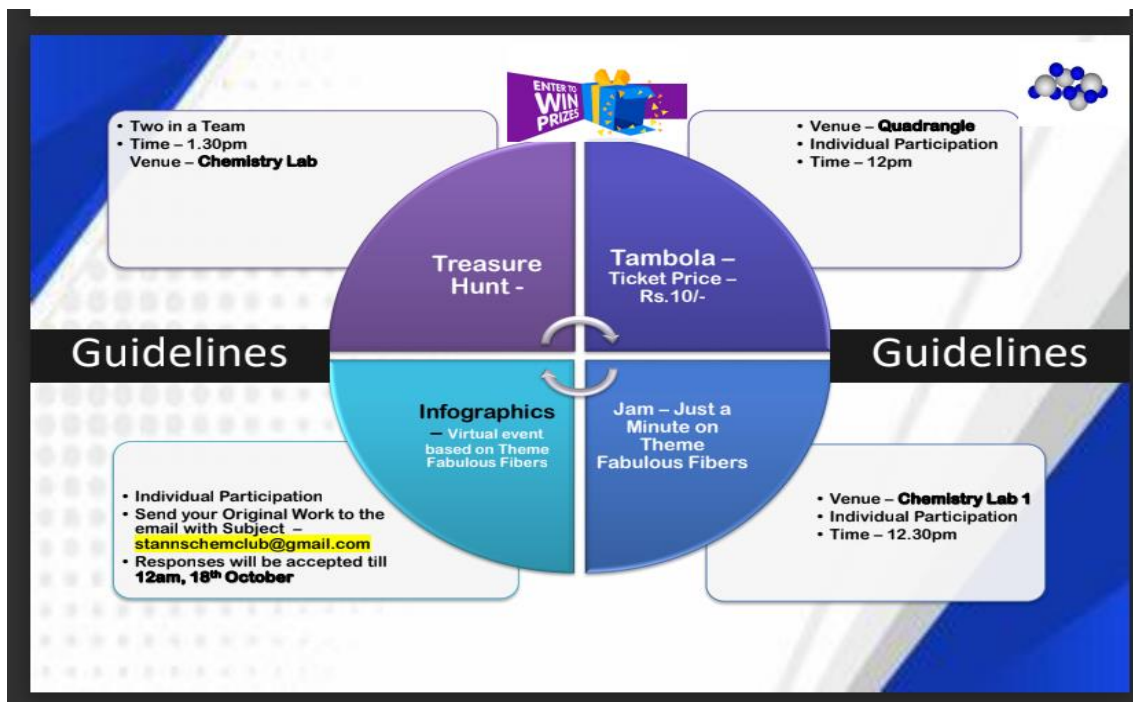 ENTER TO
WIN
PRIZES
• Two in a Team
• Time – 1.30pm
Venue – Chemistry Lab
• Venue – Quadrangle
• Individual Participation
• Time – 12pm
Treasure
Hunt -
Tambola –
Ticket Price –
Rs.10/-
Guidelines
Guidelines
Infographics
– Virtual event
based on Theme
Fabulous Fibers
Jam – Just a
Minute on
Theme
Fabulous Fibers
• Individual Participation
• Send your Original Work to the
email with Subject –
stannschemclub@gmail.com
• Responses will be accepted till
12am, 18th October
• Venue – Chemistry Lab 1
• Individual Participation
• Time – 12.30pm